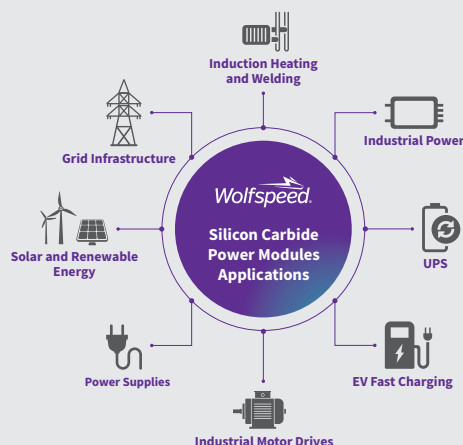 Induction Heating
and Welding
Grid Infrastructure
Industrial Power
Wolfspeed.
Silicon Carbide
Power Modules
Applications
Solar and Renewable
Energy
UPS
Power Supplies
EV Fast Charging
Industrial Motor Drives